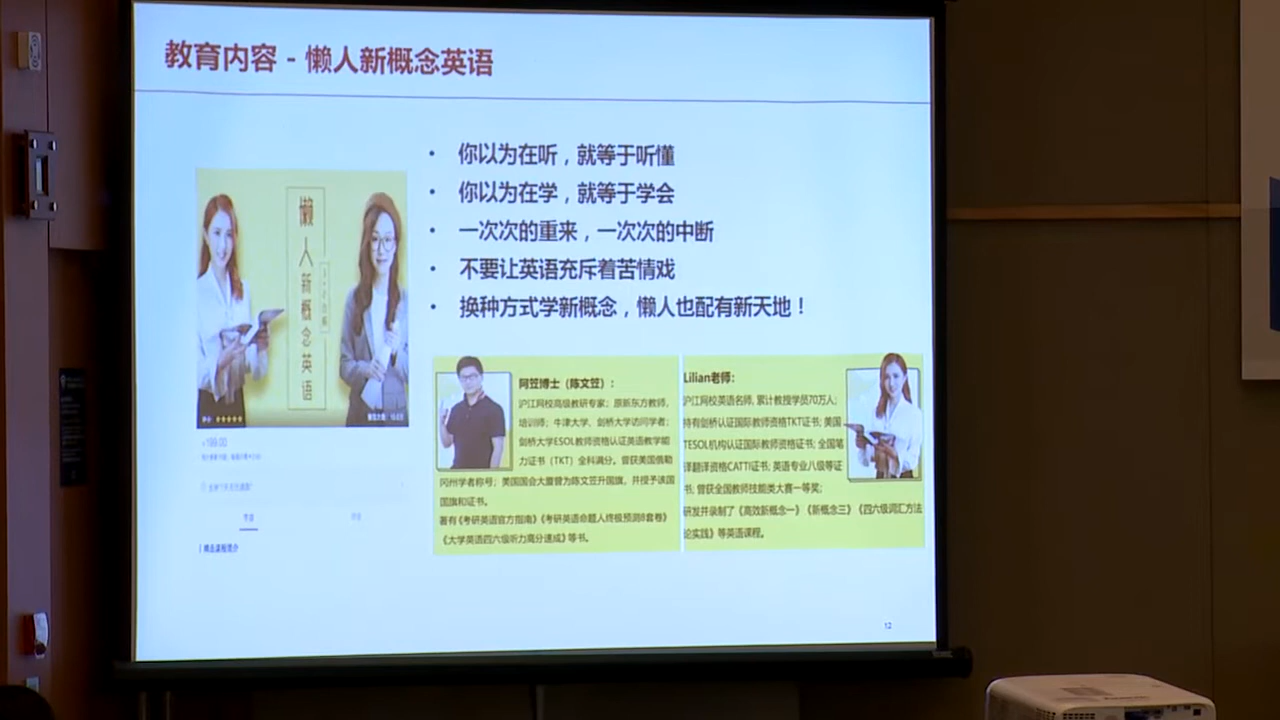 教育内容 - 懒人新概念英语
你以为在听，就等于听懂
你以为在学，就等于学会
一次次的重来，一次次的中断
不要让英语充斥着苦情戏
换种方式学新概念，懒人也配有新天地！
懒人新概念英语
¥199.00
精品课程简介
阿笠博士（陈文笠）：
沪江网校高级教研专家；原新东方教师，
培训师；牛津大学、剑桥大学访问学者；
剑桥大学ESOL教师资格认证英语教学能
力证书（TKT）全科满分。曾获美国俄勒
冈州学者称号；美国国会大厦曾为陈文笠升国旗，并授予该国
国旗和证书。
著有《考研英语官方指南》《考研英语命题人终极预测8套卷》
《大学英语四六级听力高分速成》等书。
Lilian老师：
沪江网校英语名师, 累计教授学员70万人；
持有剑桥认证国际教师资格TKT证书; 美国
TESOL机构认证国际教师资格证书; 全国笔
译翻译资格CATTI证书; 英语专业八级等证
书; 曾获全国教师技能类大赛一等奖；
研发并录制了《高效新概念一》《新概念三》《四六级词汇方法
论实践》等英语课程。
12